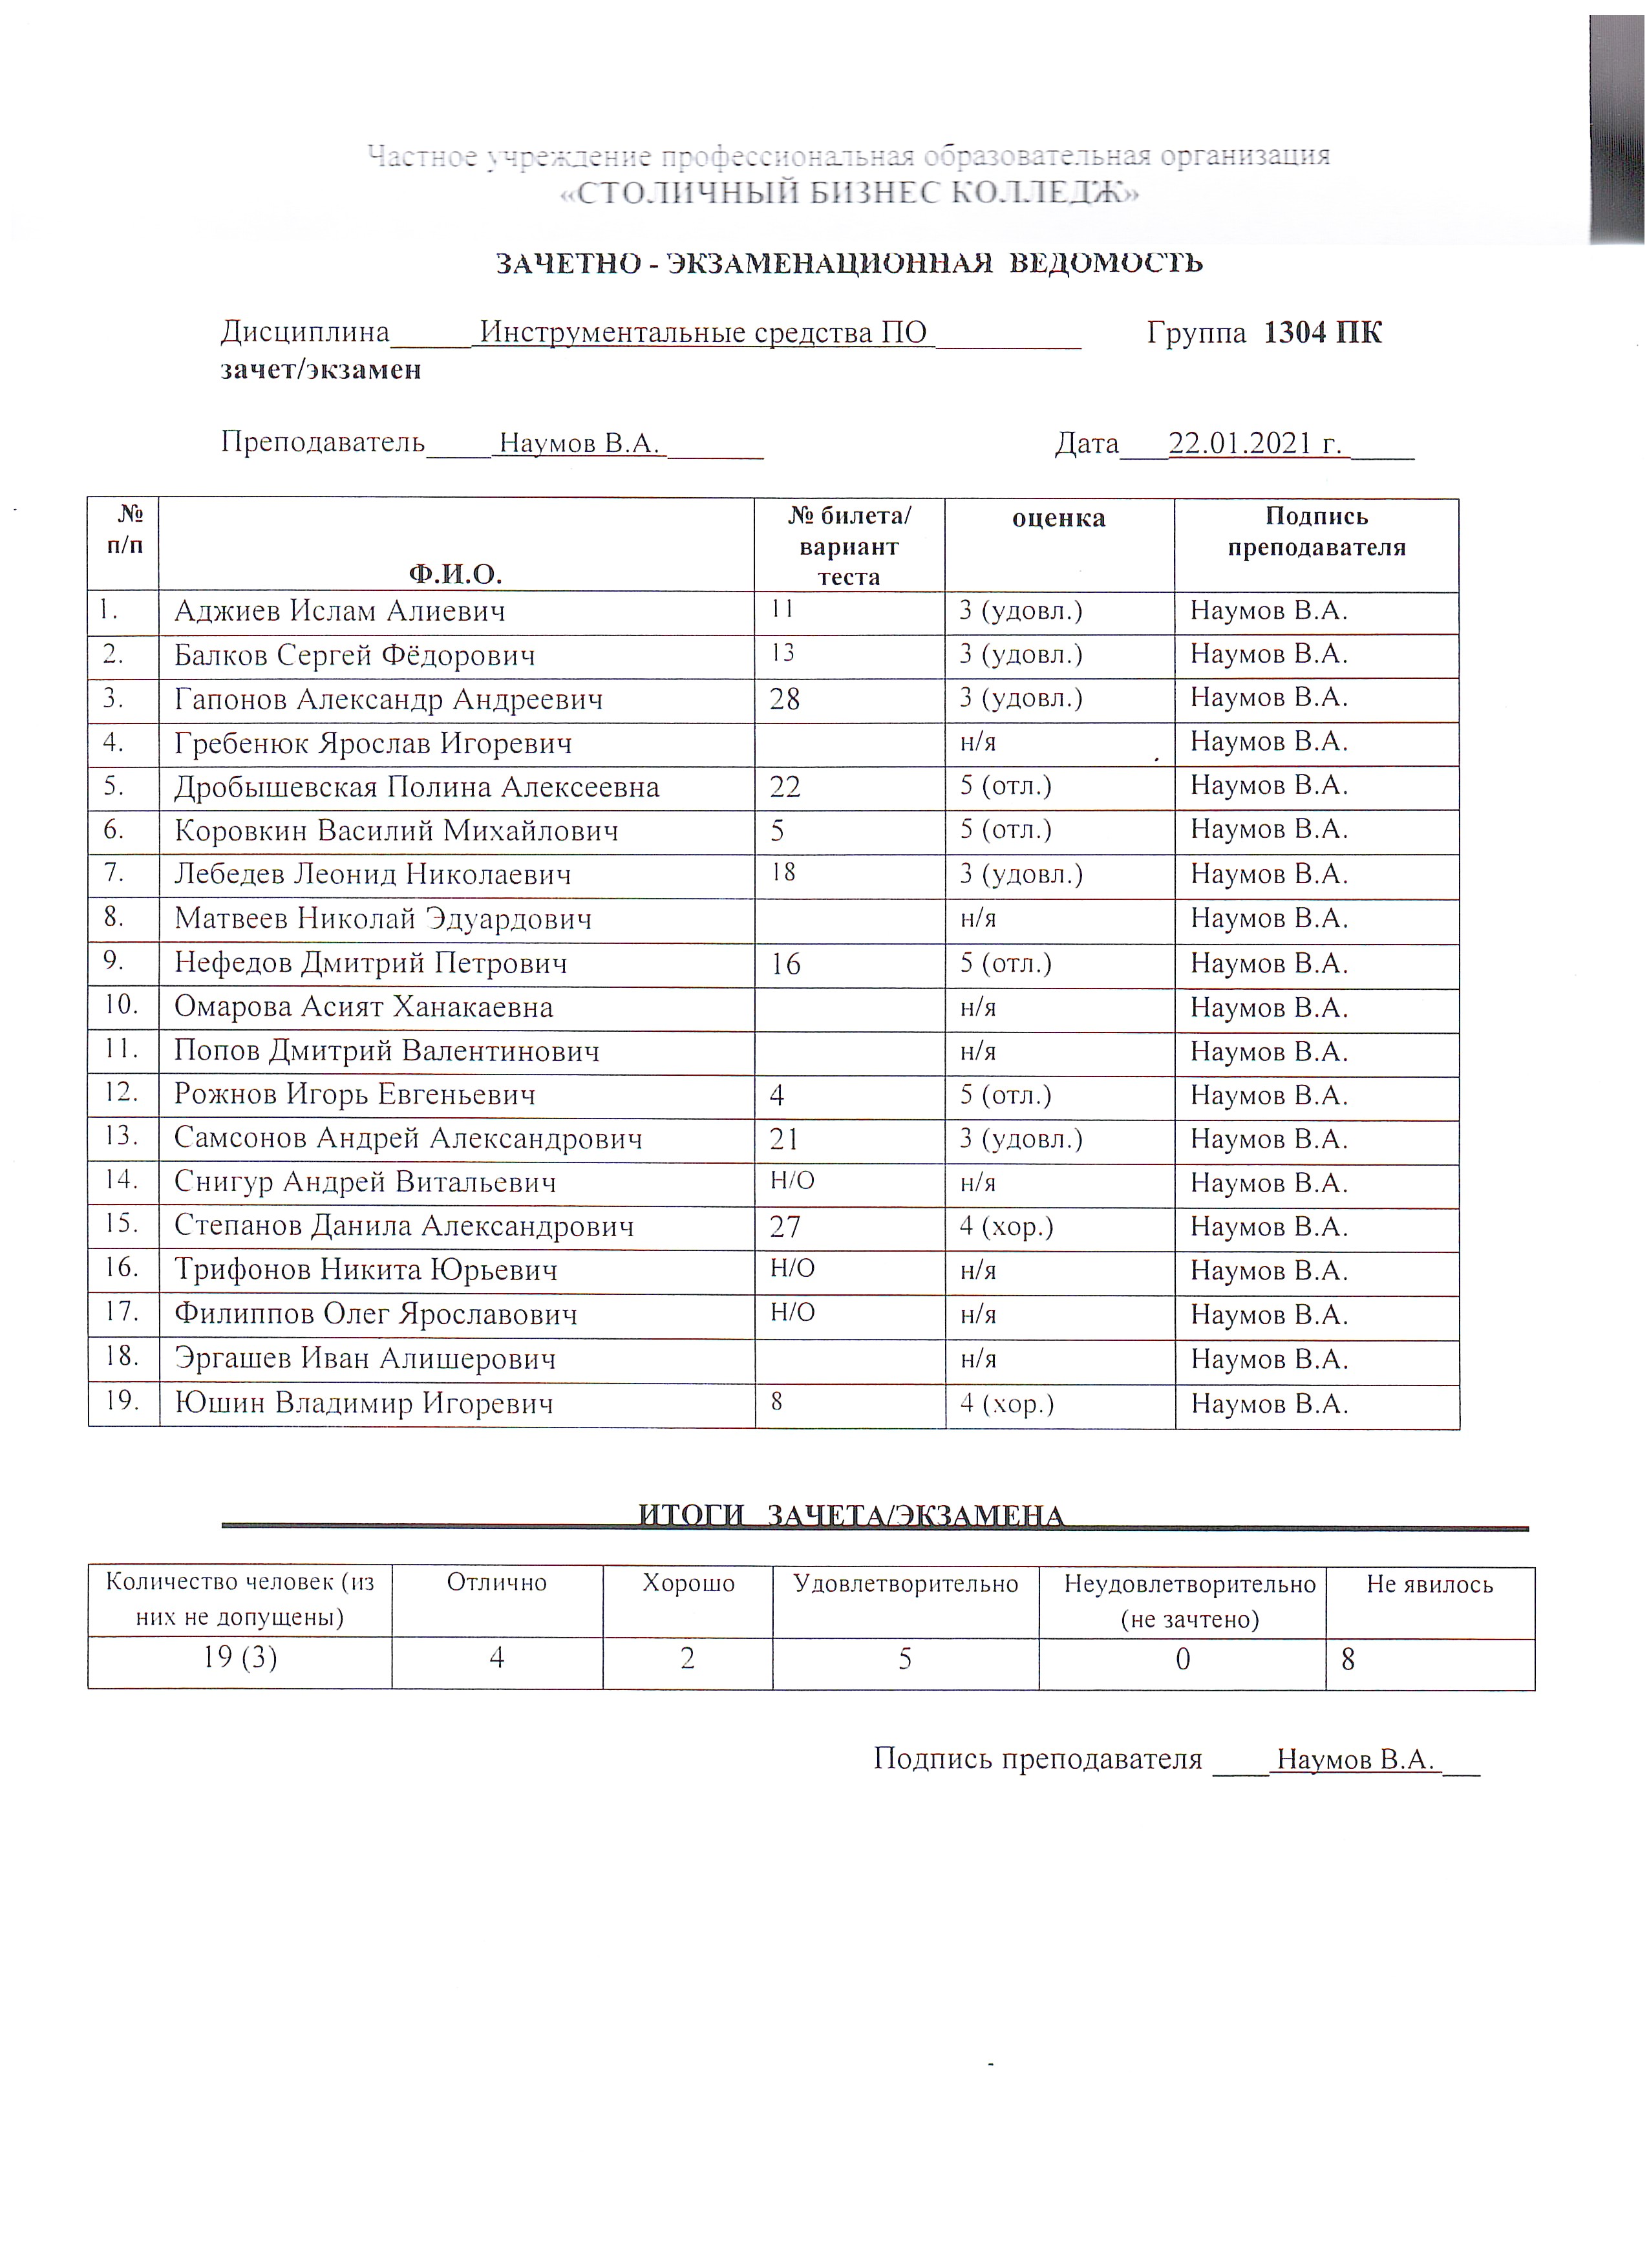 Частное учреждение профессиональная образовательная организация
«СТОЛИЧНЫЙ БИЗНЕС КОЛЛЕДЖ»
ЗАЧЕТНО - ЭКЗАМЕНАЦИОННАЯ ВЕДОМОСТЬ
Дисциплина_____ Инструментальные средства ПО _________ Группа 1304 ПК
зачет/экзамен
Преподаватель____ Наумов В.А. ______ Дата___22.01.2021 г. ____
№ п/п Ф.И.О. № билета/ вариант теста оценка Подпись преподавателя
1. Аджиев Ислам Алиевич 11 3 (удовл.) Наумов В.А.
2. Балков Сергей Фёдорович 13 3 (удовл.) Наумов В.А.
3. Гапонов Александр Андреевич 28 3 (удовл.) Наумов В.А.
4. Гребенюк Ярослав Игоревич н/я Наумов В.А.
5. Дробышевская Полина Алексеевна 22 5 (отл.) Наумов В.А.
6. Коровкин Василий Михайлович 5 5 (отл.) Наумов В.А.
7. Лебедев Леонид Николаевич 18 3 (удовл.) Наумов В.А.
8. Матвеев Николай Эдуардович н/я Наумов В.А.
9. Нефедов Дмитрий Петрович 16 5 (отл.) Наумов В.А.
10. Омарова Асият Ханакаевна н/я Наумов В.А.
11. Попов Дмитрий Валентинович н/я Наумов В.А.
12. Рожнов Игорь Евгеньевич 4 5 (отл.) Наумов В.А.
13. Самсонов Андрей Александрович 21 3 (удовл.) Наумов В.А.
14. Снигур Андрей Витальевич Н/О н/я Наумов В.А.
15. Степанов Данила Александрович 27 4 (хор.) Наумов В.А.
16. Трифонов Никита Юрьевич Н/О н/я Наумов В.А.
17. Филиппов Олег Ярославович Н/О н/я Наумов В.А.
18. Эргашев Иван Алишерович н/я Наумов В.А.
19. Юшин Владимир Игоревич 8 4 (хор.) Наумов В.А.
ИТОГИ ЗАЧЕТА/ЭКЗАМЕНА
Количество человек (из них не допущены) Отлично Хорошо Удовлетворительно Неудовлетворительно (не зачтено) Не явилось
19 (3) 4 2 5 0 8
Подпись преподавателя ____ Наумов В.А. ___